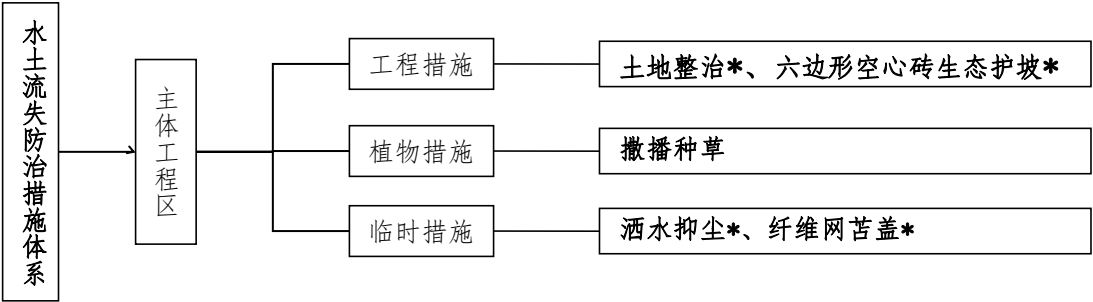 水土流失防治措施体系
主体工程区
工程措施
土地整治*、六边形空心砖生态护坡*
植物措施
撒播种草
临时措施
洒水抑尘*、纤维网苫盖*